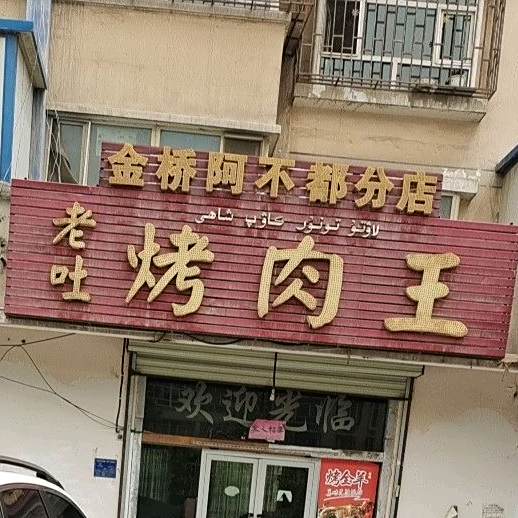 金桥阿不都分店
لاۋتۇ تونۇر كاۋاپ شاھى
老吐
烤肉王
欢迎光临
烤全羊